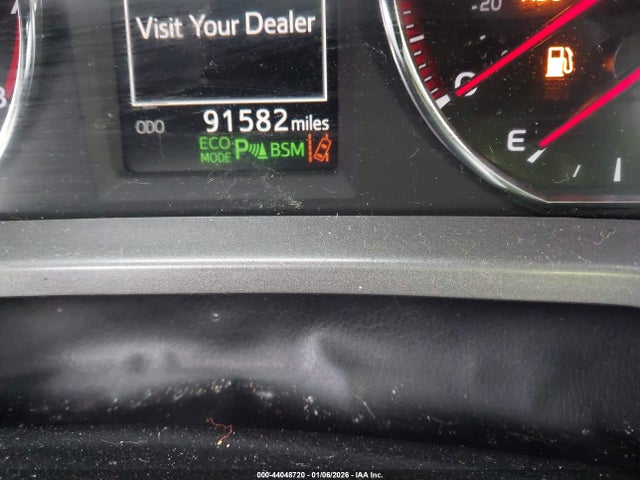 Visit Your Dealer
-20
ODO 91582 miles
ECO MODE P BSM
C
E
000-44048720 - 01/06/2026 - IAA Inc.